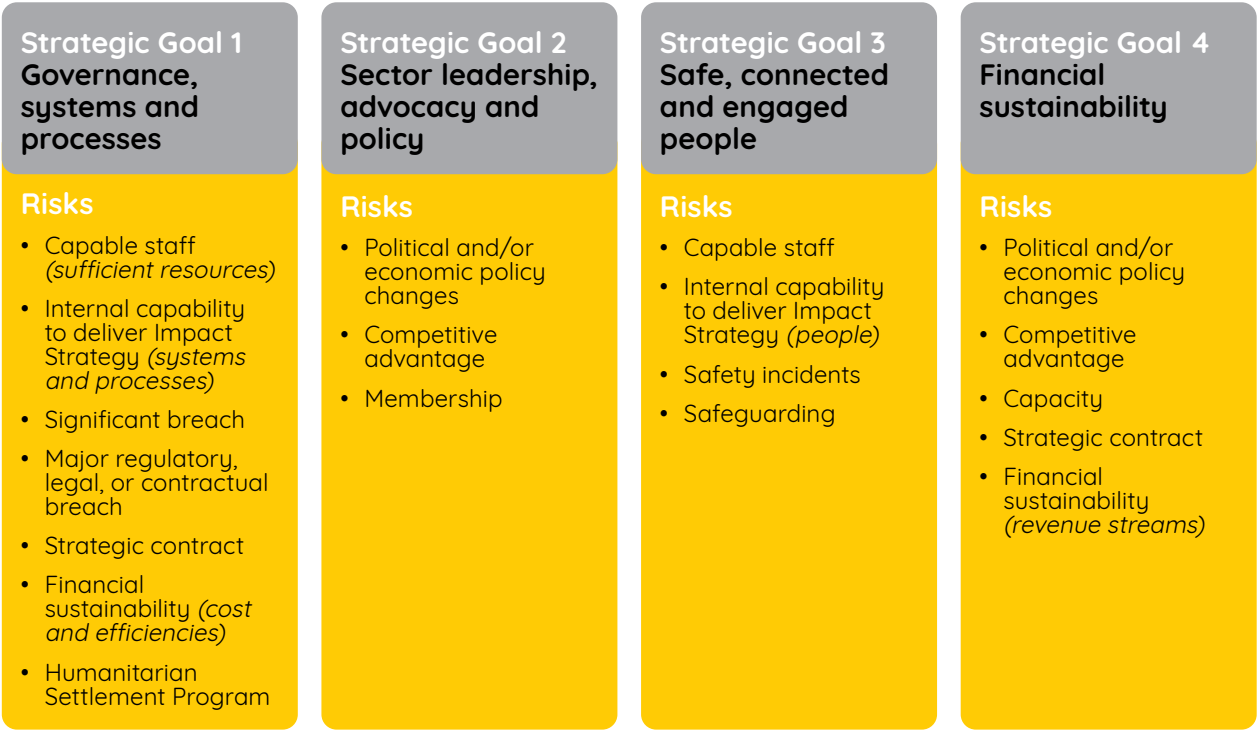 Strategic Goal 1
Governance,
systems and
processes
Risks
• Capable staff
(sufficient resources)
• Internal capability
to deliver Impact
Strategy (systems
and processes)
• Significant breach
• Major regulatory,
legal, or contractual
breach
• Strategic contract
• Financial
sustainability (cost
and efficiencies)
• Humanitarian
Settlement Program
Strategic Goal 2
Sector leadership,
advocacy and
policy
Risks
• Political and/or
economic policy
changes
• Competitive
advantage
• Membership
Strategic Goal 3
Safe, connected
and engaged
people
Risks
• Capable staff
• Internal capability
to deliver Impact
Strategy (people)
• Safety incidents
• Safeguarding
Strategic Goal 4
Financial
sustainability
Risks
• Political and/or
economic policy
changes
• Competitive
advantage
• Capacity
• Strategic contract
• Financial
sustainability
(revenue streams)